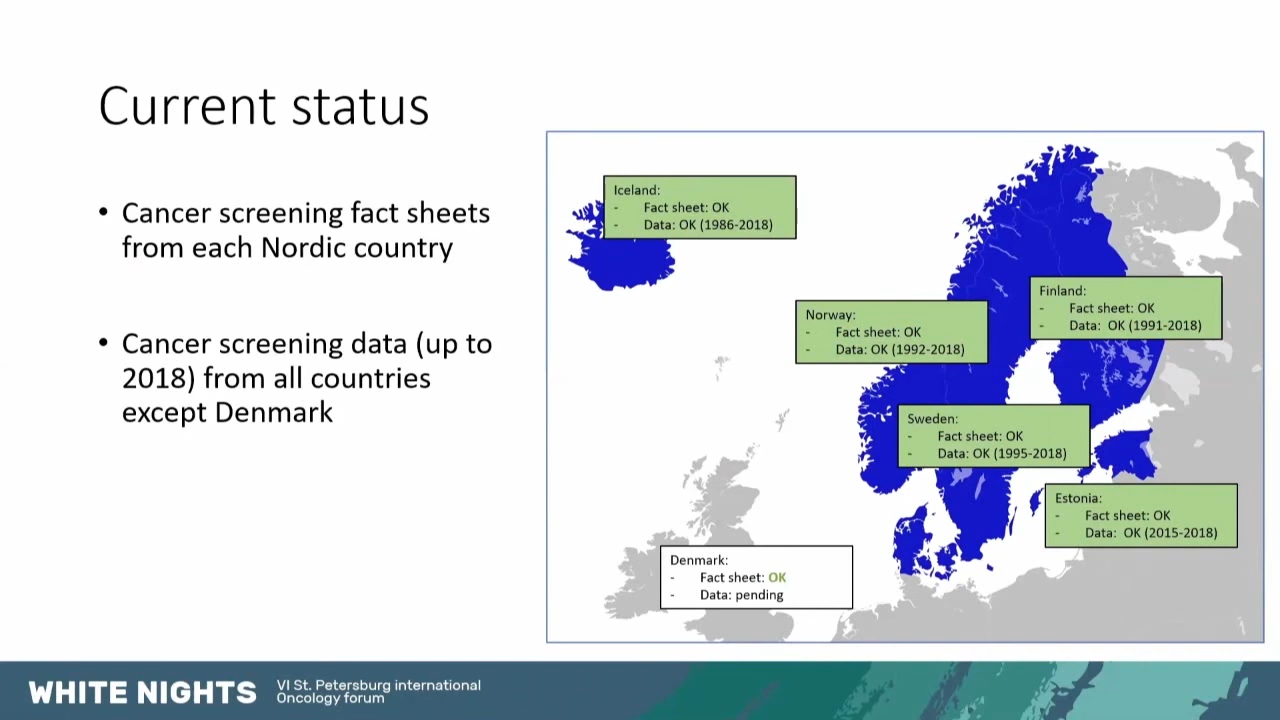 Current status
• Cancer screening fact sheets
from each Nordic country
• Cancer screening data (up to
2018) from all countries
except Denmark
Iceland:
- Fact sheet: OK
- Data: OK (1986-2018)
Norway:
- Fact sheet: OK
- Data: OK (1992-2018)
Finland:
- Fact sheet: OK
- Data: OK (1991-2018)
Sweden:
- Fact sheet: OK
- Data: OK (1995-2018)
Estonia:
- Fact sheet: OK
- Data: OK (2015-2018)
Denmark:
- Fact sheet: OK
- Data: pending
WHITE NIGHTS
VI St. Petersburg international
Oncology forum